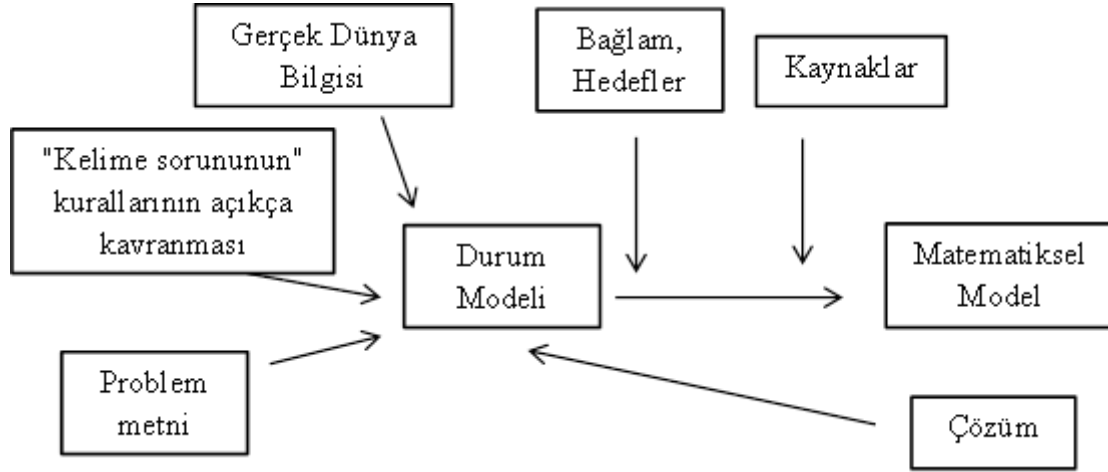 Gerçek Dünya
Bilgisi
Bağlam,
Hedefler
Kaynaklar
"Kelime sorununun"
kurallarının açıkça
kavranması
Durum
Modeli
Matematiksel
Model
Problem
metni
Çözüm